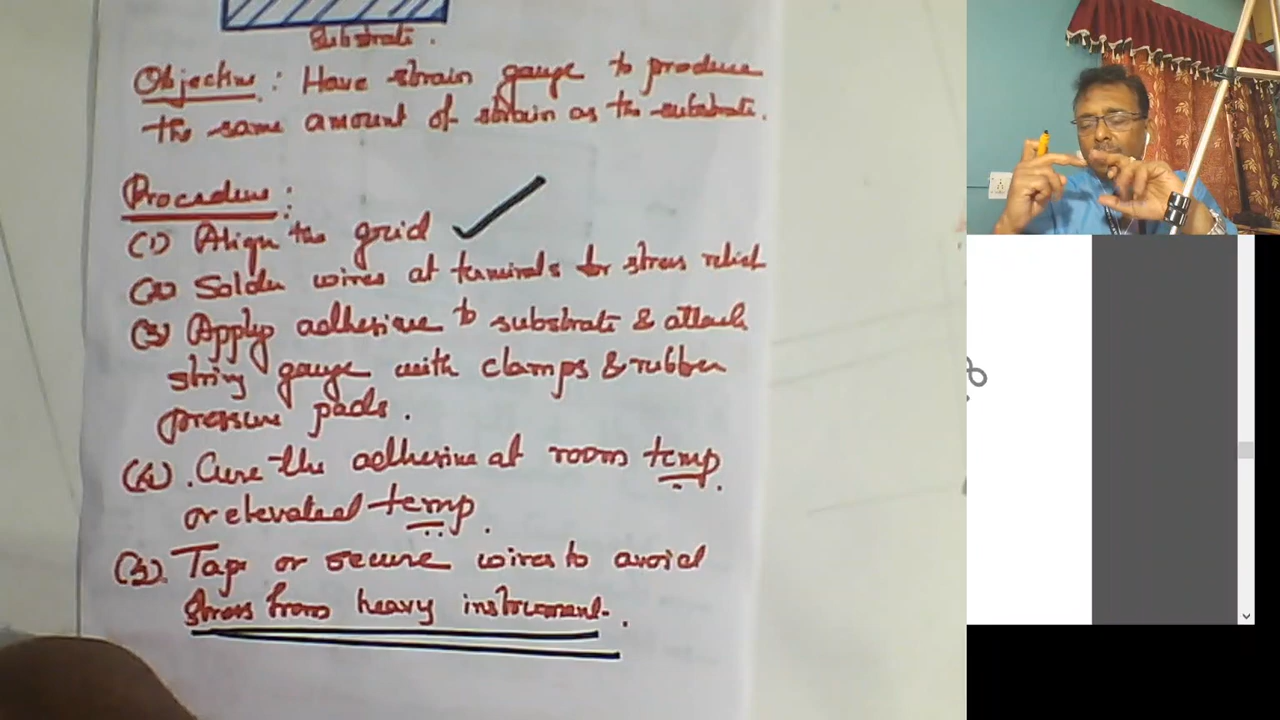 Substrate.
Objective: Have strain gauge to produce
the same amount of strain as the substrate.
Procedure:
(1) Align the grid
(2) Solder wires at terminals for stress relief
(3) Apply adhesive to substrate & attach
string gauge with clamps & rubber
pressure pads.
(4). Cure the adhesive at room temp
or elevated temp.
(5). Tap or secure wires to avoid
stress from heavy instrument.